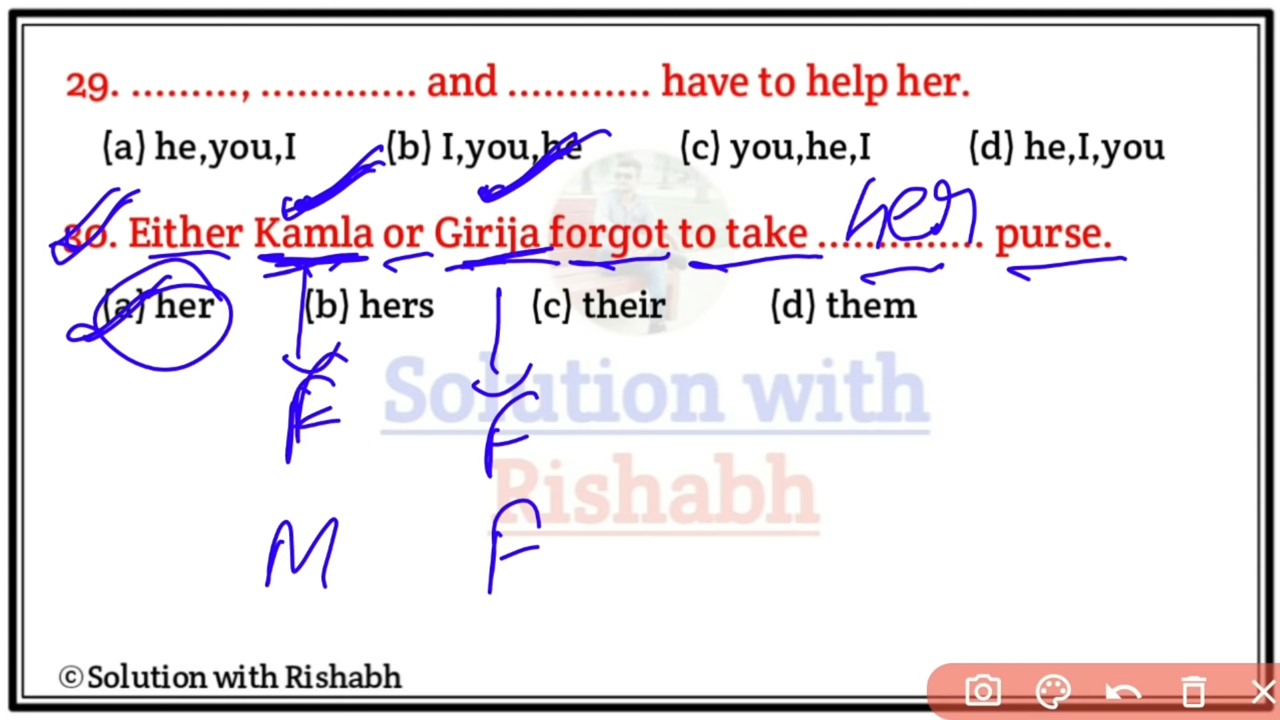 29. ........., ............. and ............ have to help her.
(a) he,you,I (b) I,you,he (c) you,he,I (d) he,I,you
30. Either Kamla or Girija forgot to take ............... purse.
her
(a) her (b) hers (c) their (d) them
Solution with
Rishabh
F F
M F
©Solution with Rishabh